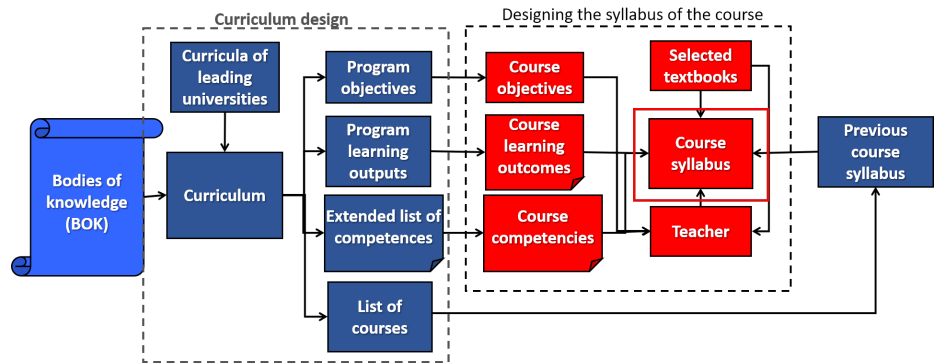 Curriculum design
Designing the syllabus of the course
Curricula of
leading
universities
Program
objectives
Course
objectives
Selected
textbooks
Bodies of
knowledge
(BOK)
Curriculum
Program
learning
outputs
Course
learning
outcomes
Course
syllabus
Previous
course
syllabus
Extended list of
competences
Course
competencies
Teacher
List of
courses